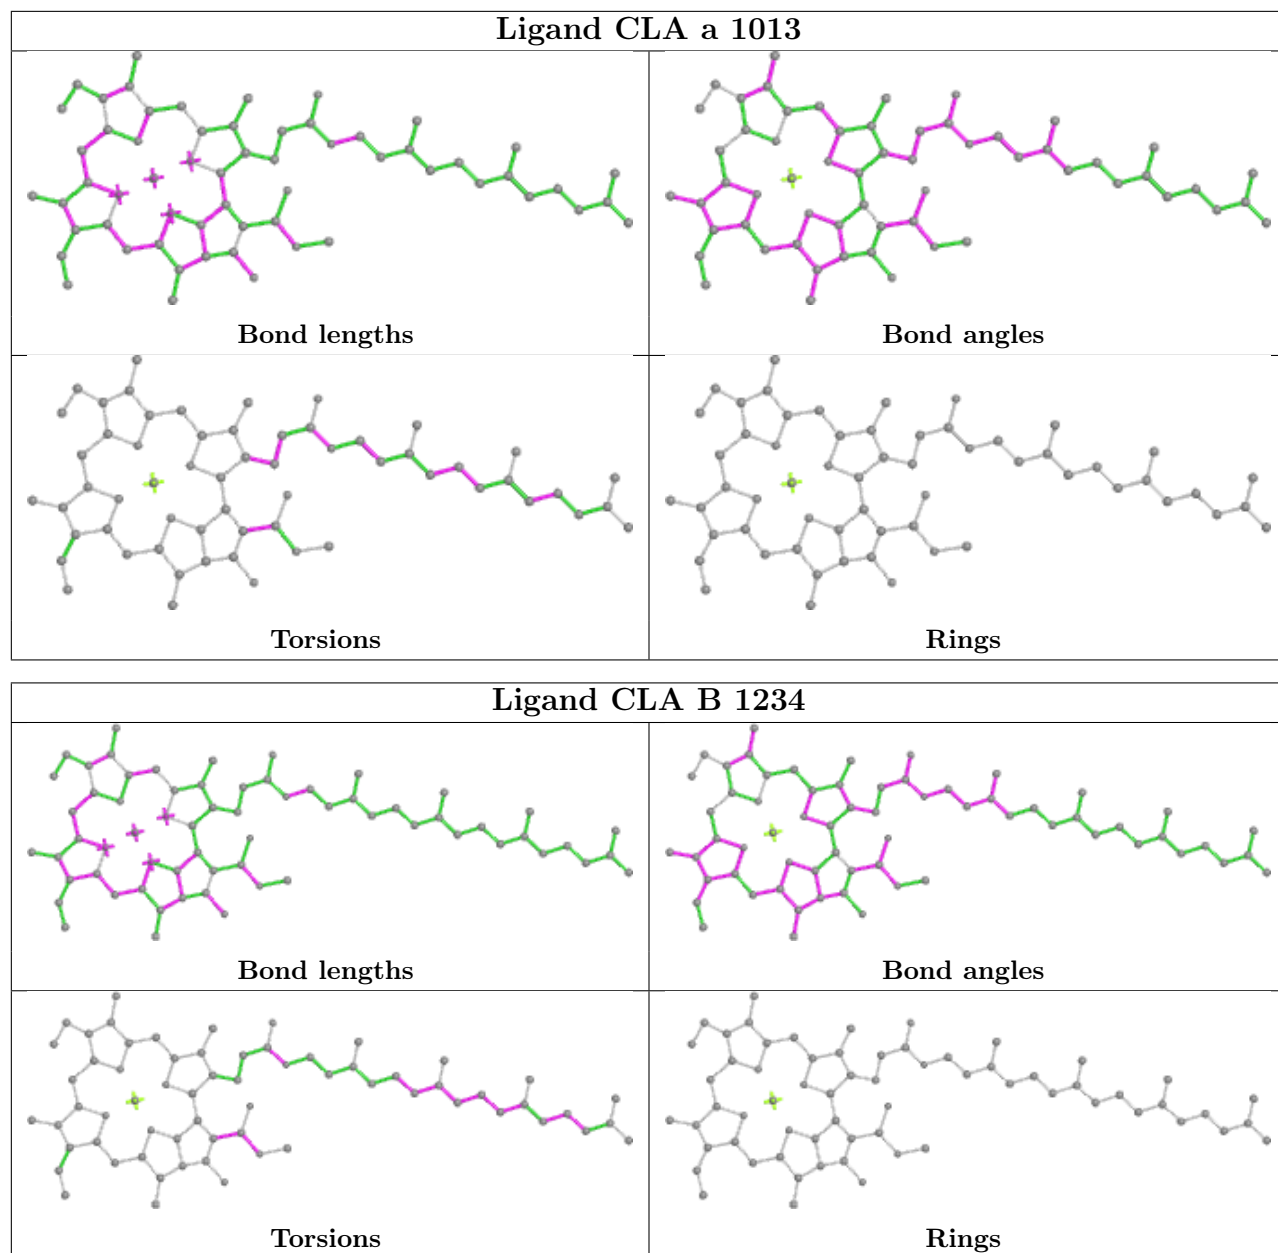 Ligand CLA a 1013
Bond lengths
Bond angles
Torsions
Rings
Ligand CLA B 1234
Bond lengths
Bond angles
Torsions
Rings